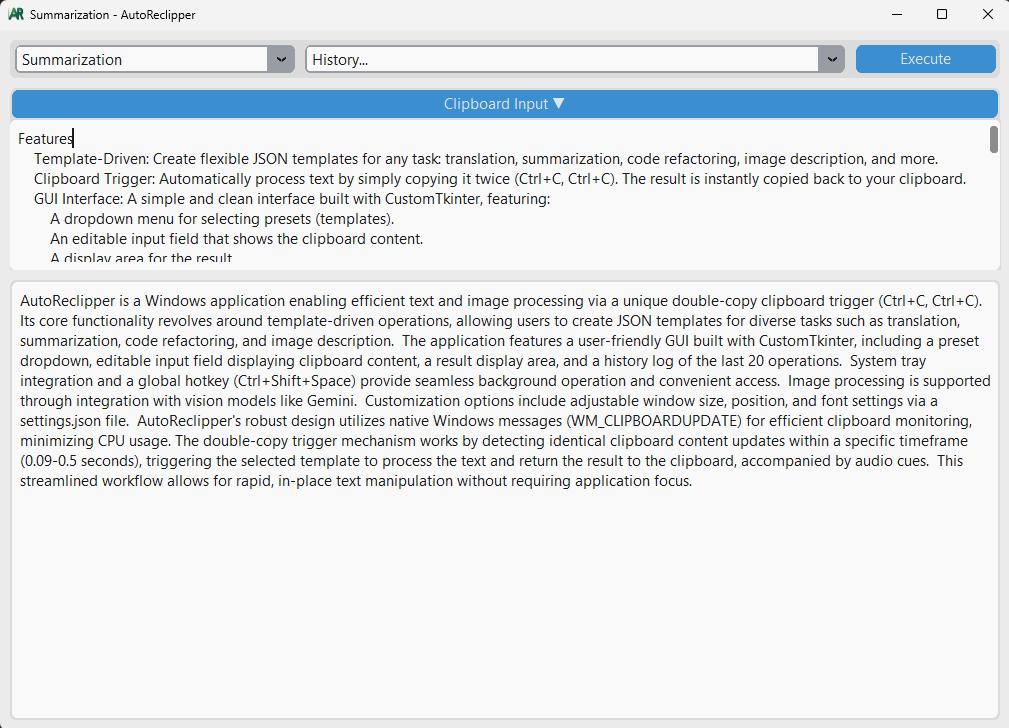 AR Summarization - AutoReclipper
Summarization
History...
Execute
Clipboard Input ▼
Features
Template-Driven: Create flexible JSON templates for any task: translation, summarization, code refactoring, image description, and more.
Clipboard Trigger: Automatically process text by simply copying it twice (Ctrl+C, Ctrl+C). The result is instantly copied back to your clipboard.
GUI Interface: A simple and clean interface built with CustomTkinter, featuring:
A dropdown menu for selecting presets (templates).
An editable input field that shows the clipboard content.
A display area for the result
AutoReclipper is a Windows application enabling efficient text and image processing via a unique double-copy clipboard trigger (Ctrl+C, Ctrl+C).
Its core functionality revolves around template-driven operations, allowing users to create JSON templates for diverse tasks such as translation,
summarization, code refactoring, and image description.  The application features a user-friendly GUI built with CustomTkinter, including a preset
dropdown, editable input field displaying clipboard content, a result display area, and a history log of the last 20 operations.  System tray
integration and a global hotkey (Ctrl+Shift+Space) provide seamless background operation and convenient access.  Image processing is supported
through integration with vision models like Gemini.  Customization options include adjustable window size, position, and font settings via a
settings.json file.  AutoReclipper's robust design utilizes native Windows messages (WM_CLIPBOARDUPDATE) for efficient clipboard monitoring,
minimizing CPU usage. The double-copy trigger mechanism works by detecting identical clipboard content updates within a specific timeframe
(0.09-0.5 seconds), triggering the selected template to process the text and return the result to the clipboard, accompanied by audio cues.  This
streamlined workflow allows for rapid, in-place text manipulation without requiring application focus.